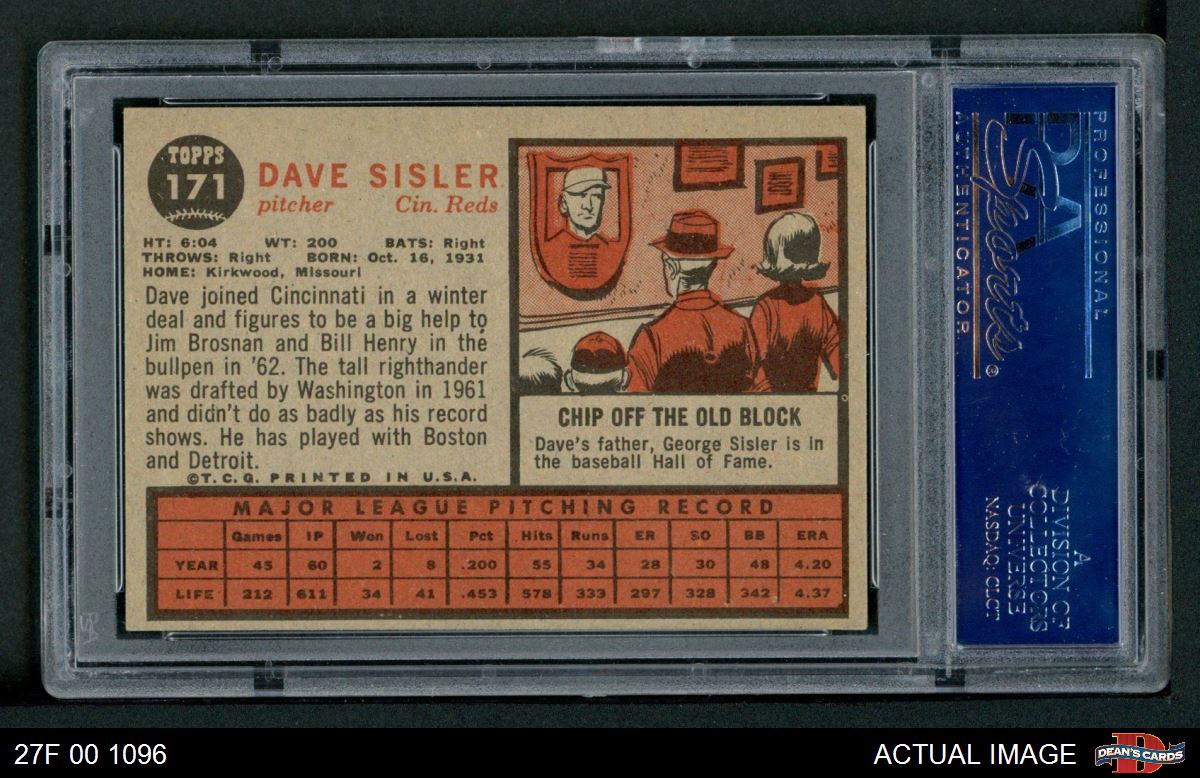 TOPPS
171
DAVE SISLER
pitcher Cin. Reds
HT: 6:04 WT: 200 BATS: Right
THROWS: Right BORN: Oct. 16, 1931
HOME: Kirkwood, Missouri
Dave joined Cincinnati in a winter
deal and figures to be a big help to
Jim Brosnan and Bill Henry in the
bullpen in '62. The tall righthander
was drafted by Washington in 1961
and didn't do as badly as his record
shows. He has played with Boston
and Detroit.
©T.C.G. PRINTED IN U.S.A.
CHIP OFF THE OLD BLOCK
Dave's father, George Sisler is in
the baseball Hall of Fame.
MAJOR LEAGUE PITCHING RECORD
Games IP Won Lost Pct Hits Runs ER SO BB ERA
YEAR 45 60 2 8 .200 55 34 28 30 48 4.20
LIFE 212 611 34 41 .453 578 333 297 328 342 4.37
PROFESSIONAL
PSA
Sports®
AUTHENTICATOR
A
DIVISION OF
COLLECTORS
UNIVERSE
NASDAQ: CLCT
27F 00 1096
ACTUAL IMAGE
DEAN'S CARDS